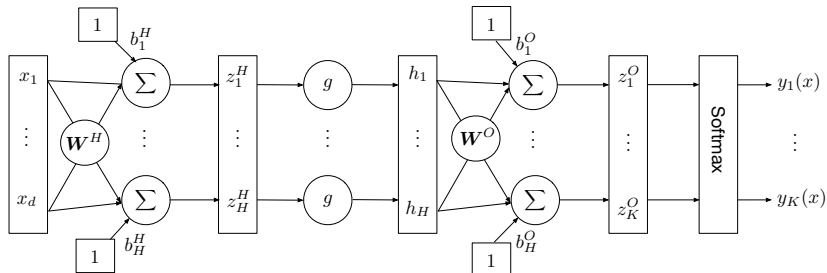 1
b_1^H
1
b_1^O
x_1
∑
z_1^H
g
h_1
∑
z_1^O
y_1(x)
⋮
W^H
⋮
⋮
⋮
⋮
W^O
⋮
⋮
Softmax
⋮
x_d
∑
z_H^H
g
h_H
∑
z_K^O
y_K(x)
1
b_H^H
1
b_H^O